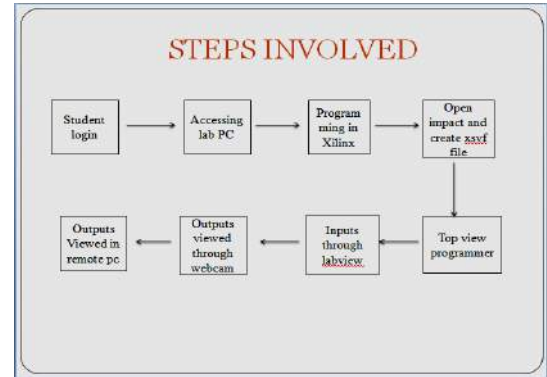 STEPS INVOLVED
Student
login
Accessing
lab PC
Program
ming in
Xilinx
Open
impact and
create xsvf
file
Top view
programmer
Inputs
through
labview
Outputs
viewed
through
webcam
Outputs
Viewed in
remote pc